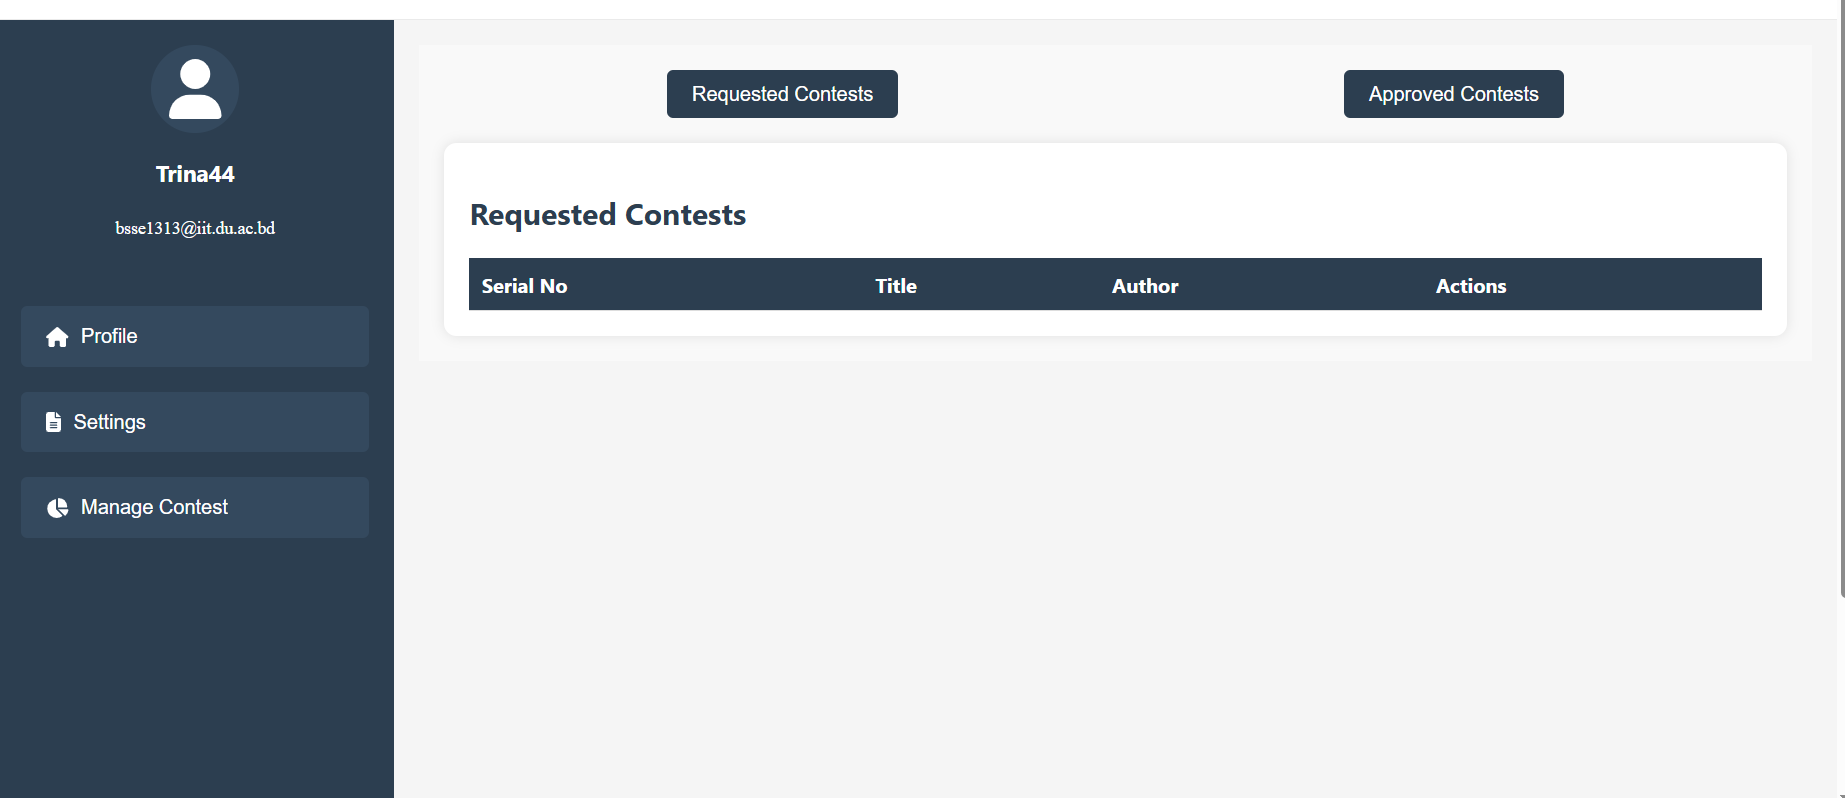 Trina44
bsse1313@iit.du.ac.bd
Profile
Settings
Manage Contest
Requested Contests
Approved Contests
Requested Contests
Serial No Title Author Actions